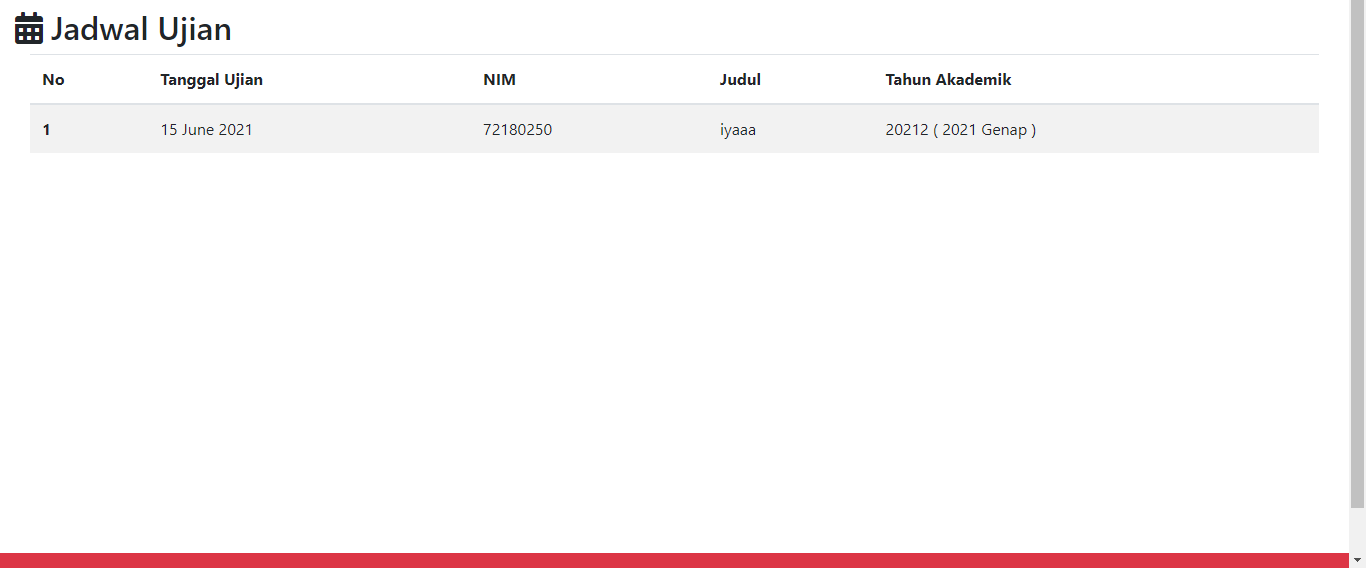 Jadwal Ujian
No Tanggal Ujian NIM Judul Tahun Akademik
1 15 June 2021 72180250 iyaaa 20212 ( 2021 Genap )